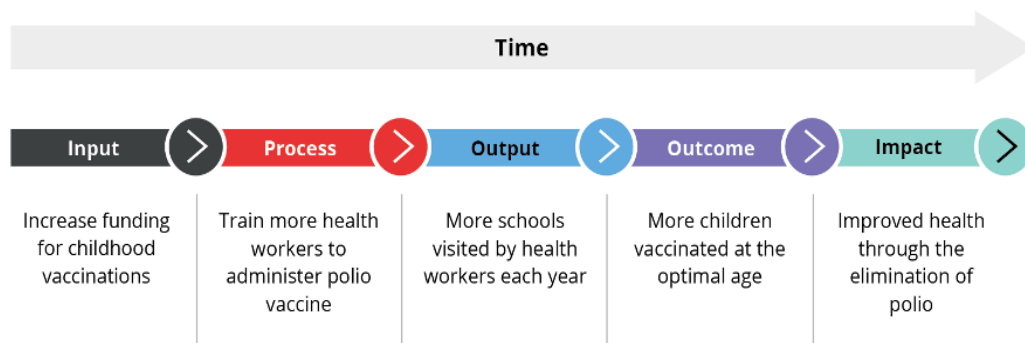 Time
Input
Process
Output
Outcome
Impact
Increase funding
for childhood
vaccinations
Train more health
workers to
administer polio
vaccine
More schools
visited by health
workers each year
More children
vaccinated at the
optimal age
Improved health
through the
elimination of
polio